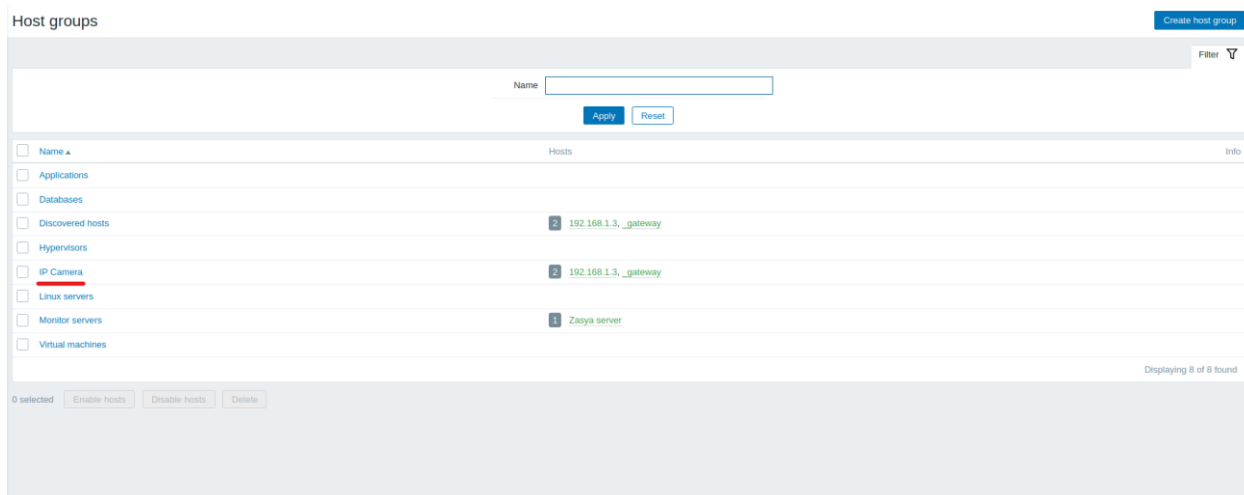 Host groups
Create host group
Filter
Name
Apply Reset
Name Hosts Info
Applications
Databases
Discovered hosts 2 192.168.1.3, _gateway
Hypervisors
IP Camera 2 192.168.1.3, _gateway
Linux servers
Monitor servers 1 Zasya server
Virtual machines
Displaying 8 of 8 found
0 selected Enable hosts Disable hosts Delete